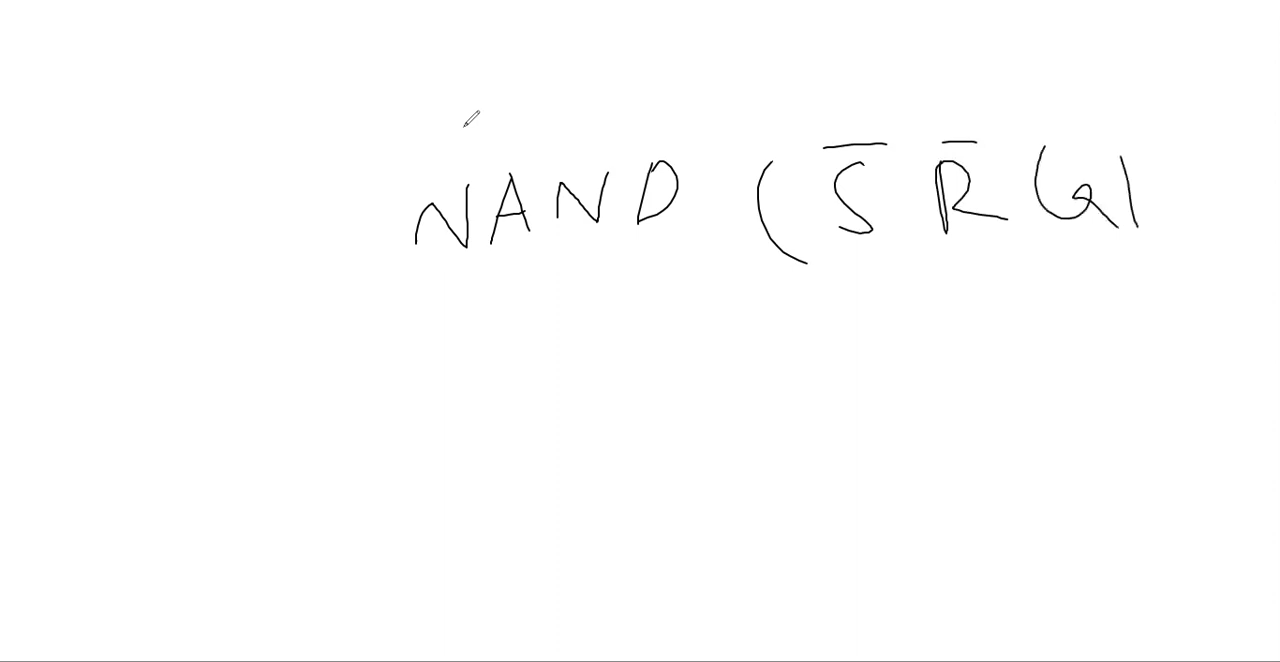 NAND ( S̅ R̅ Q)